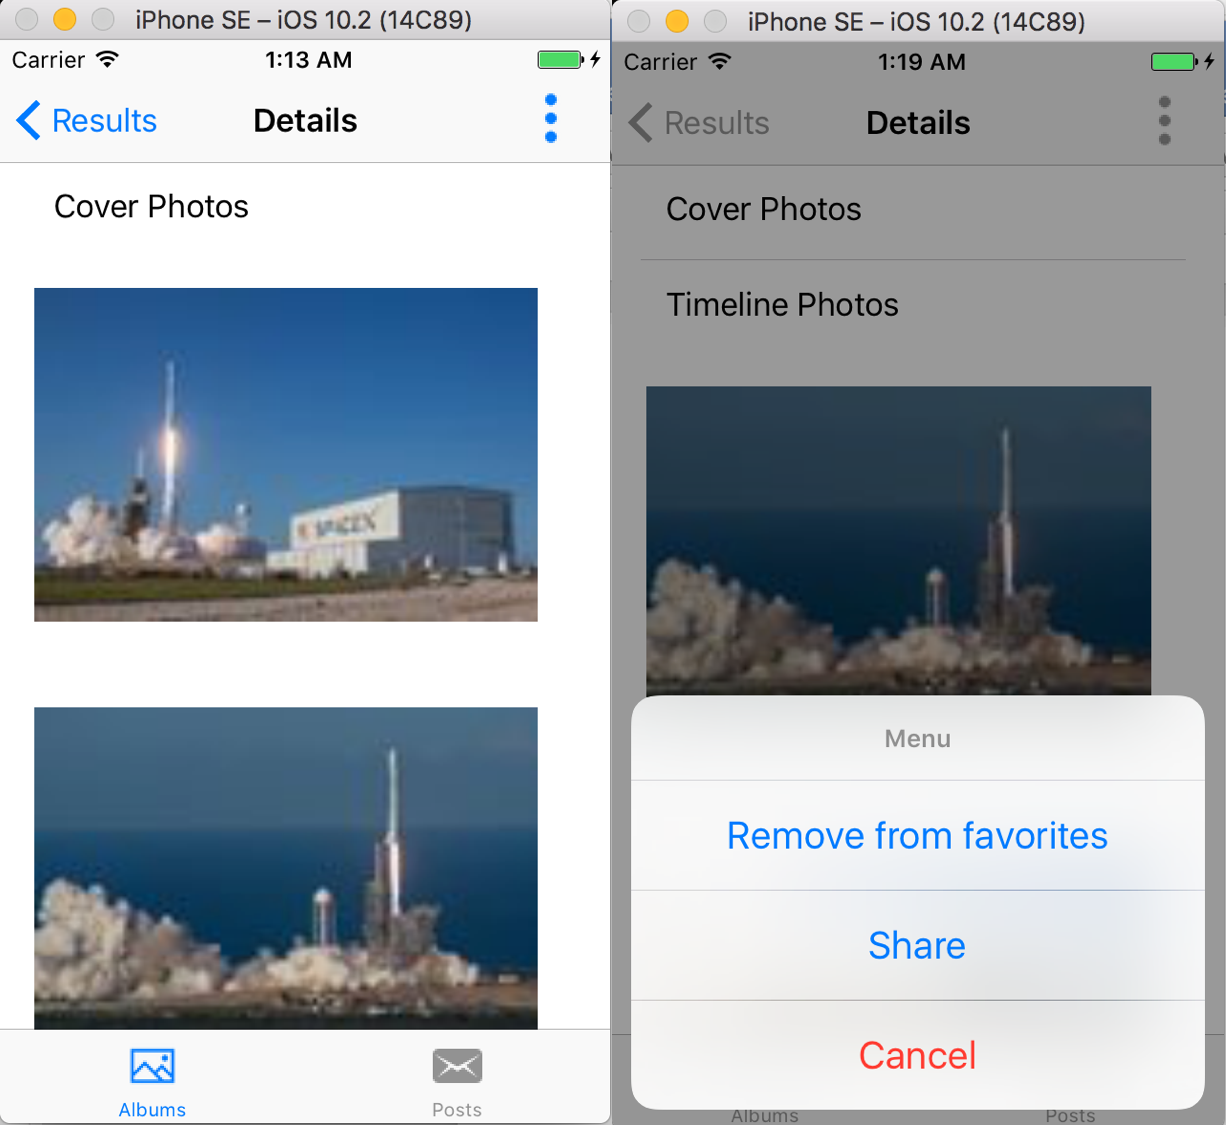 iPhone SE – iOS 10.2 (14C89)
Carrier
1:13 AM
Results
Details
Cover Photos
SPACEX
Albums
Posts
iPhone SE – iOS 10.2 (14C89)
Carrier
1:19 AM
Results
Details
Cover Photos
Timeline Photos
Menu
Remove from favorites
Share
Cancel
Albums
Posts